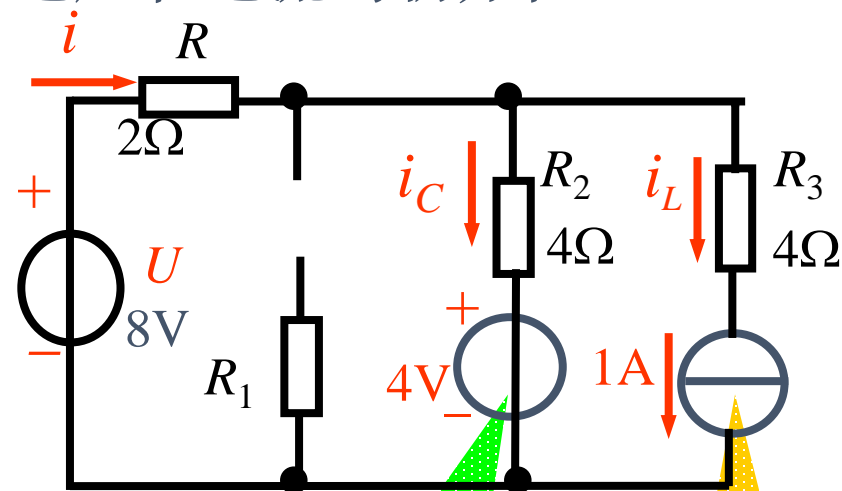 i
R
2Ω
+
U
8V
−
R1
iC
R2
4Ω
+
4V
−
iL
R3
4Ω
1A